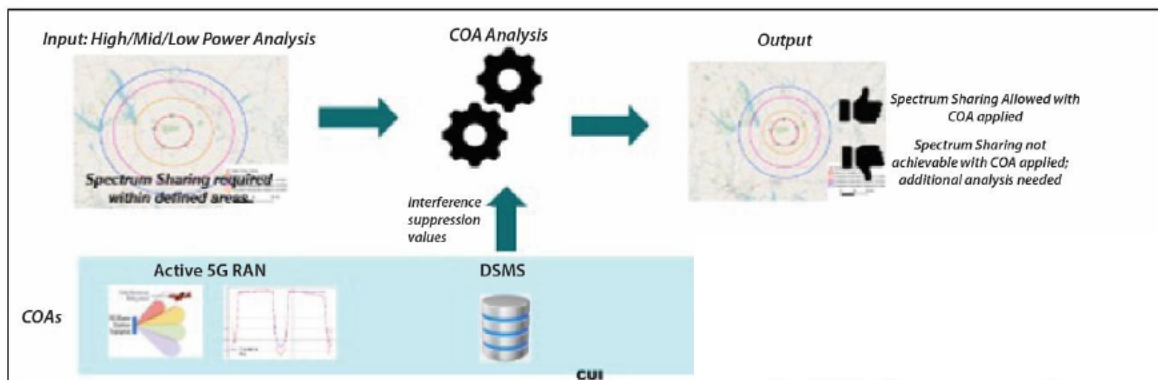 Input: High/Mid/Low Power Analysis
COA Analysis
Output
Spectrum Sharing required
within defined areas.
Spectrum Sharing Allowed with
COA applied
Spectrum Sharing not
achievable with COA applied;
additional analysis needed
Interference
suppression
values
Active 5G RAN
DSMS
COAs
CUI